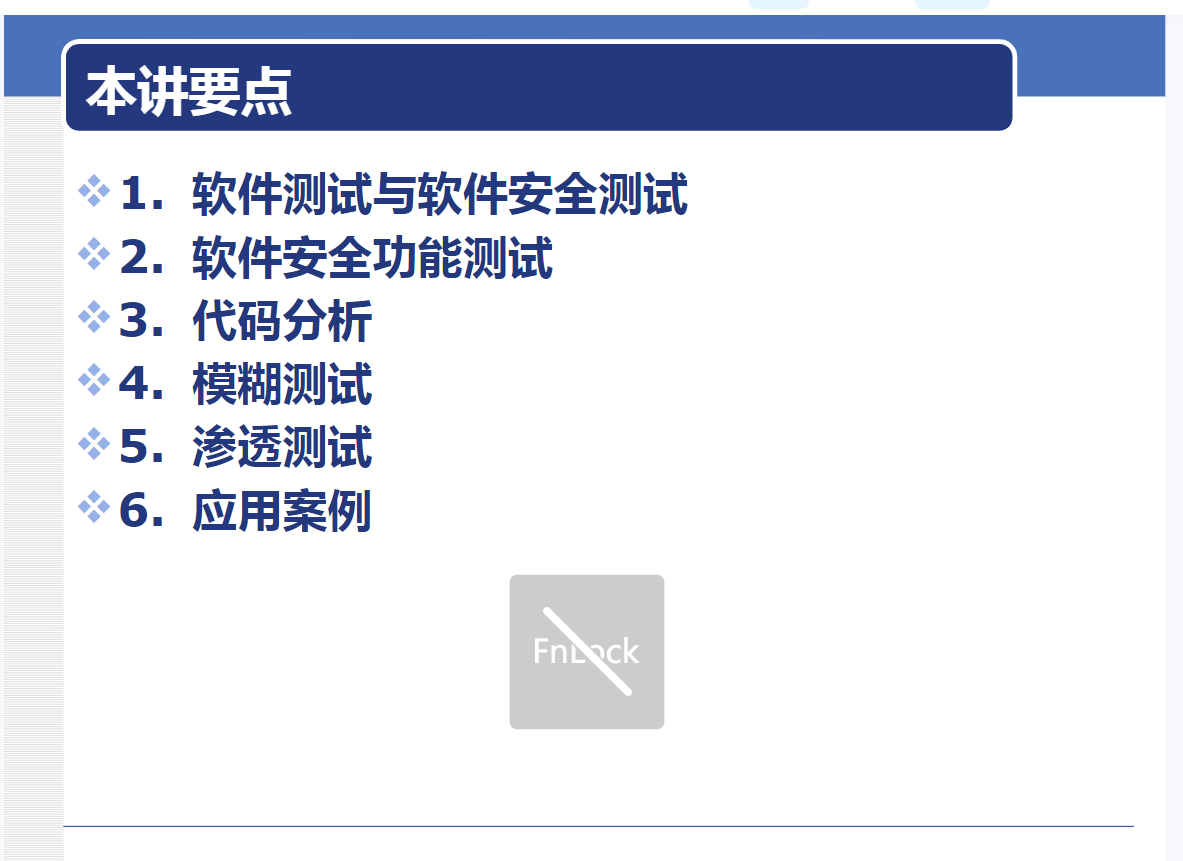 本讲要点
1. 软件测试与软件安全测试
2. 软件安全功能测试
3. 代码分析
4. 模糊测试
5. 渗透测试
6. 应用案例
FnLock